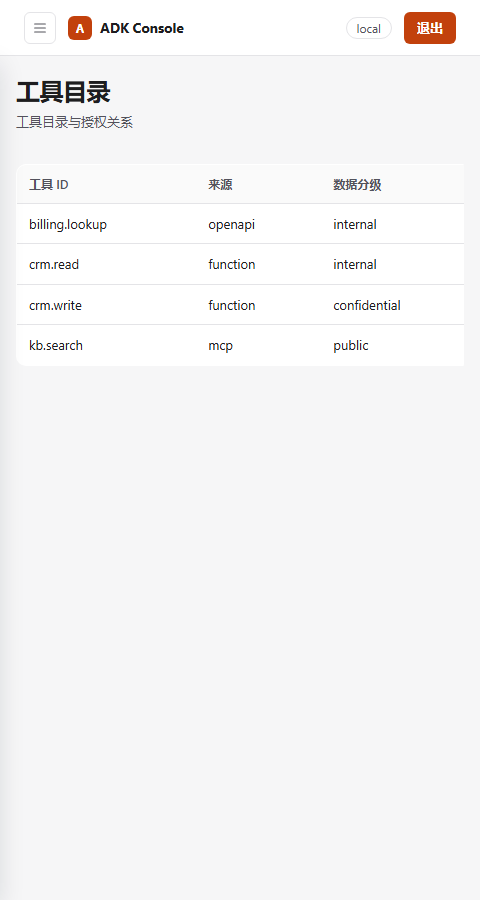 A ADK Console local 退出
工具目录
工具目录与授权关系
工具 ID 来源 数据分级
billing.lookup openapi internal
crm.read function internal
crm.write function confidential
kb.search mcp public